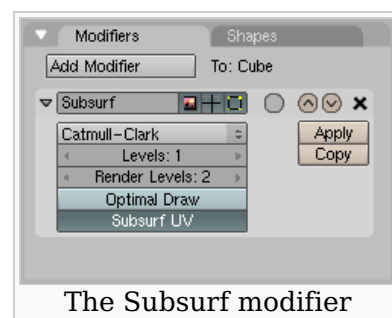 Modifiers Shapes
Add Modifier To: Cube
Subsurf
Catmull-Clark Apply
Levels: 1 Copy
Render Levels: 2
Optimal Draw
Subsurf UV
The Subsurf modifier